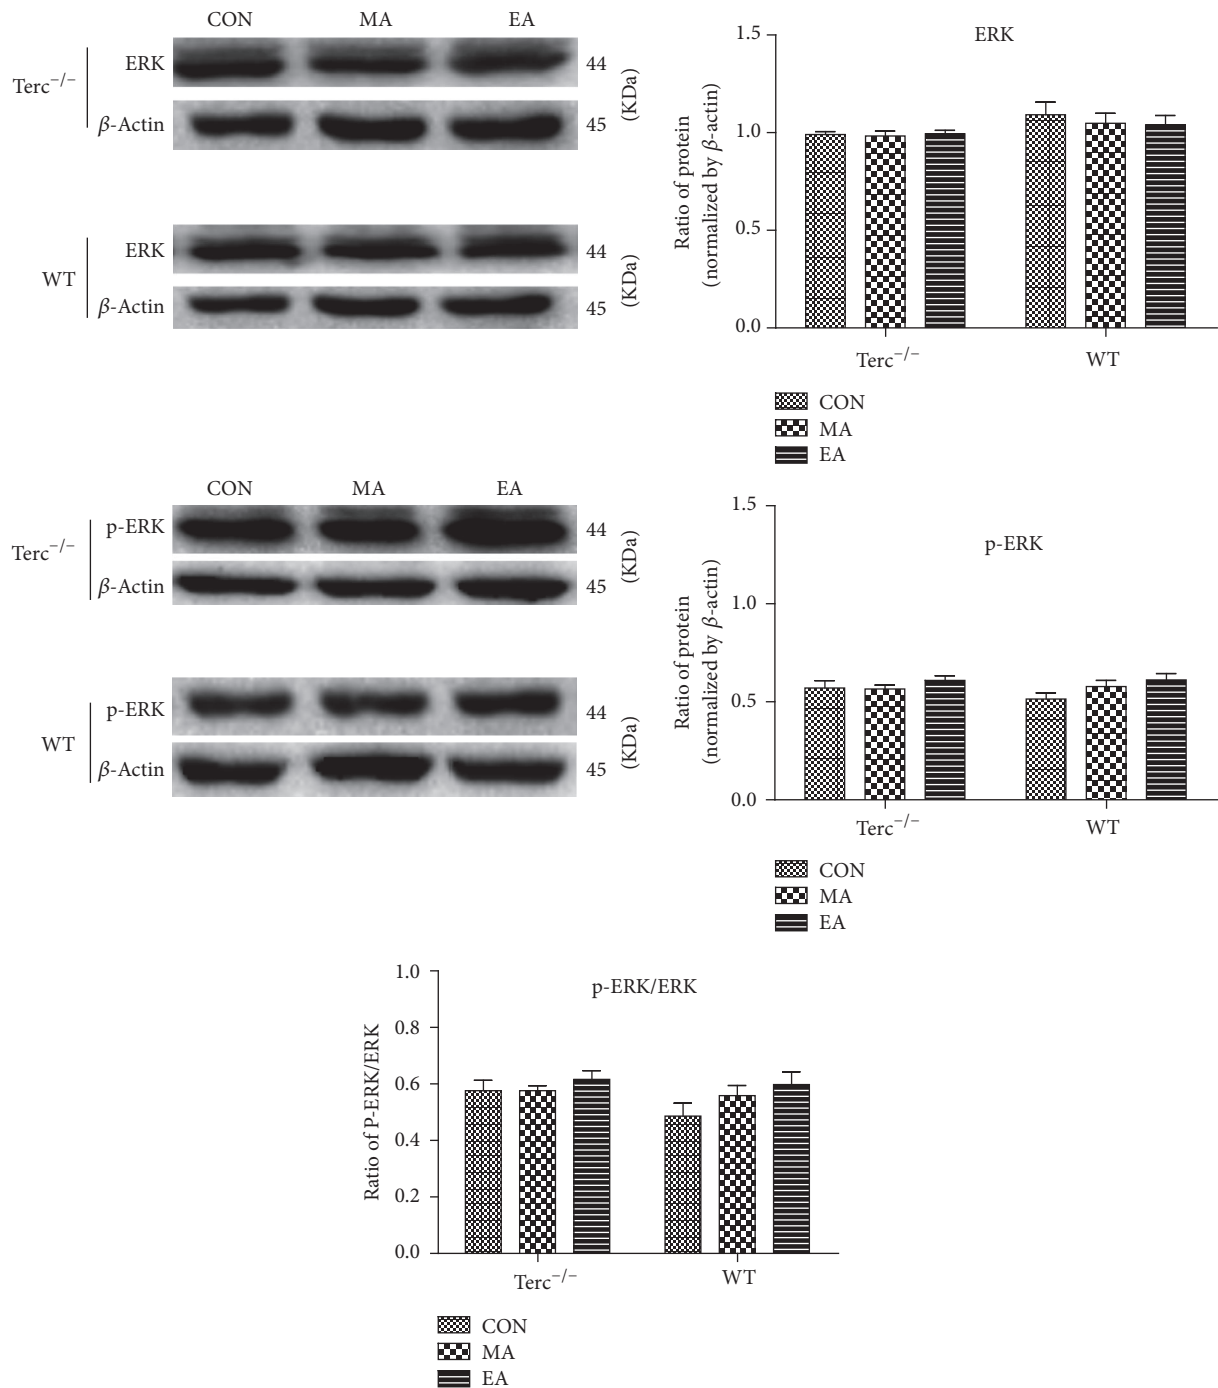 CON MA EA
Terc−/−
ERK 44
β-Actin 45
(KDa)
WT
ERK 44
β-Actin 45
(KDa)
ERK
1.5
1.0
0.5
0.0
Ratio of protein
(normalized by β-actin)
Terc−/− WT
CON
MA
EA
CON MA EA
Terc−/−
p-ERK 44
β-Actin 45
(KDa)
WT
p-ERK 44
β-Actin 45
(KDa)
p-ERK
1.5
1.0
0.5
0.0
Ratio of protein
(normalized by β-actin)
Terc−/− WT
CON
MA
EA
p-ERK/ERK
1.0
0.8
0.6
0.4
0.2
0.0
Ratio of P-ERK/ERK
Terc−/− WT
CON
MA
EA